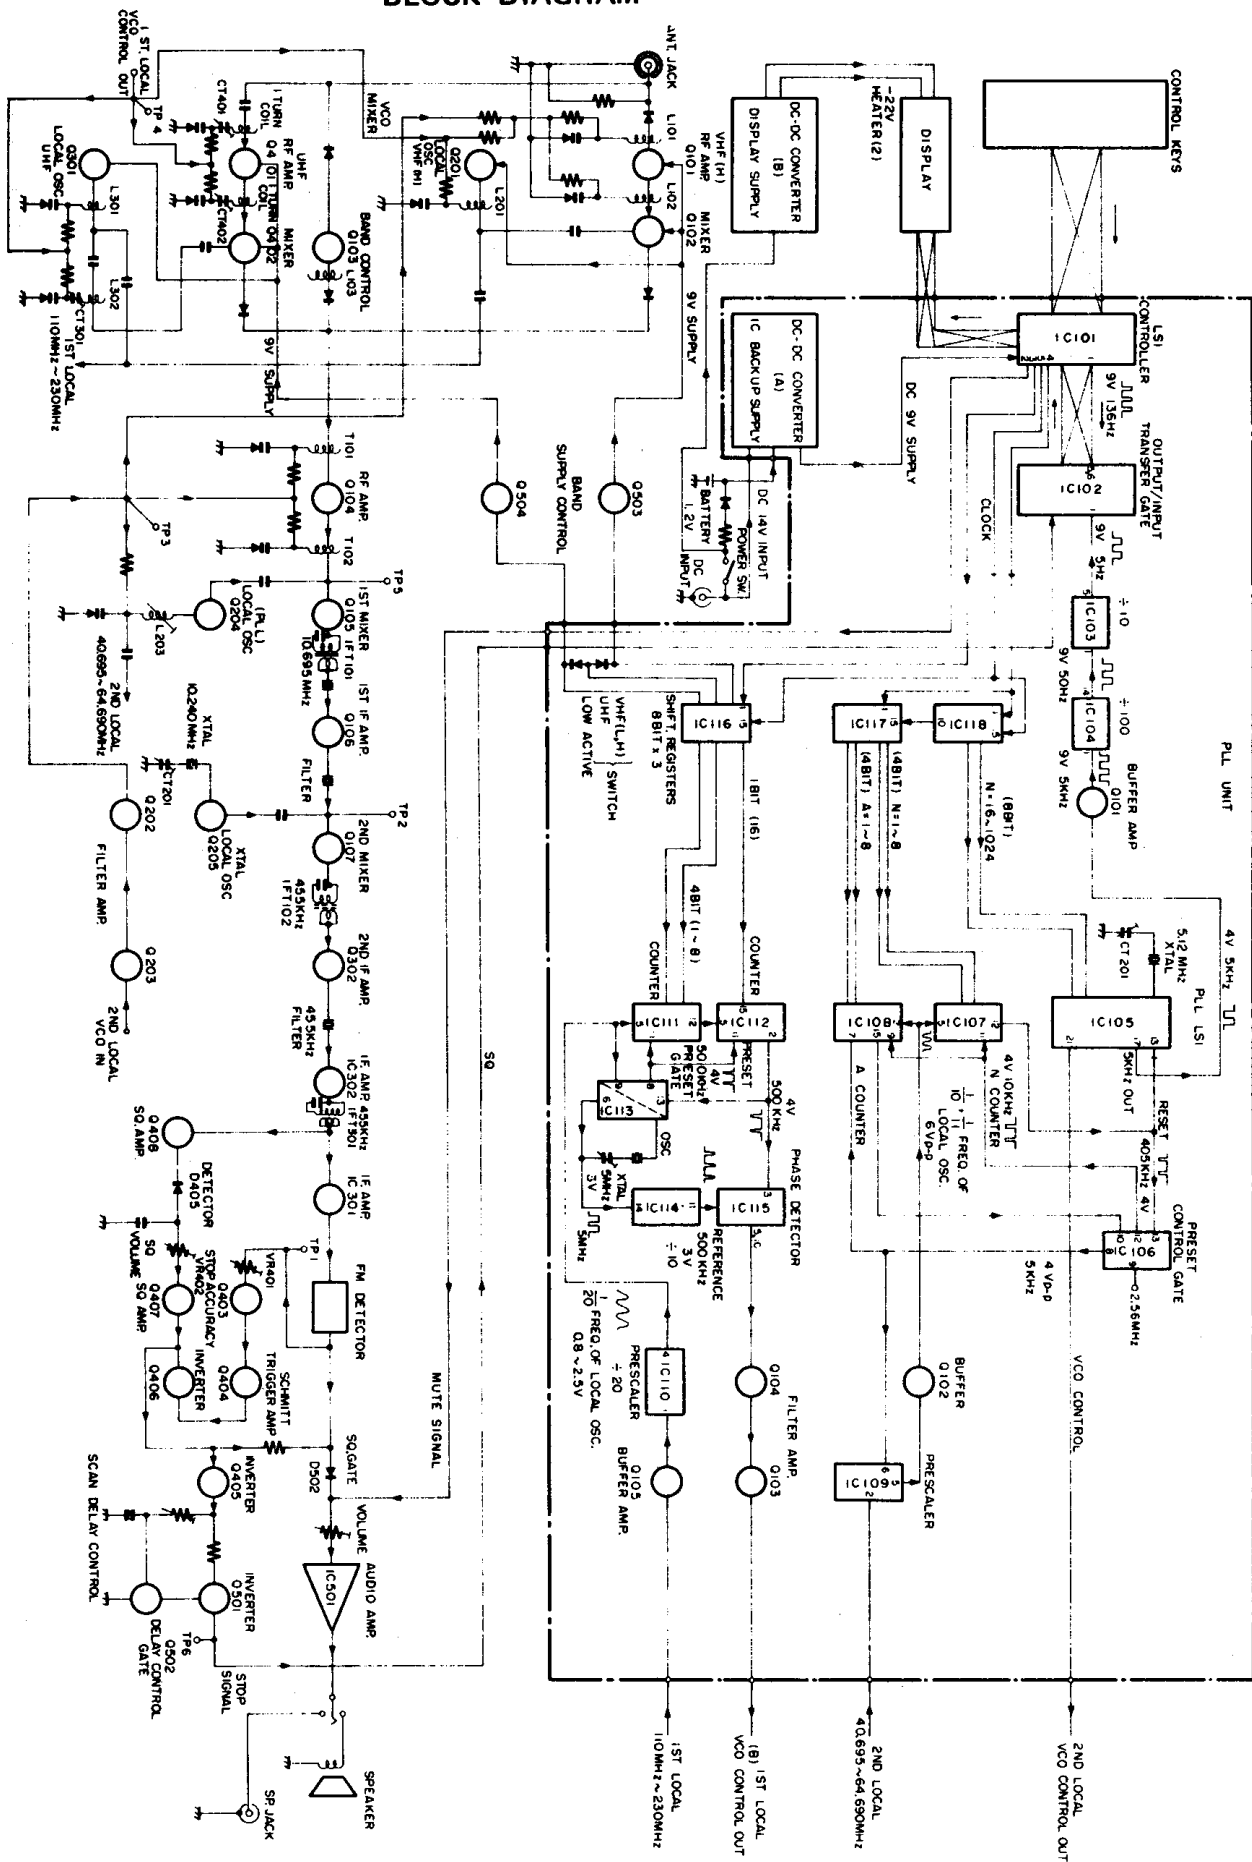 BLOCK DIAGRAM
CONTROL KEYS
DISPLAY
-22V
HEATER(2)
DC-DC CONVERTER
(B)
DISPLAY SUPPLY
ANT. JACK
L101
VHF(H)
RF AMP.
Q101
L102
MIXER
Q102
VCO
MIXER
Q201
LOCAL
OSC
VHF(H)
L201
1 ST. LOCAL
VCO
CONTROL OUT
TP4
CT401
1 TURN
COIL
UHF
RF AMP.
Q401
1 TURN
COIL
CT402
MIXER
Q402
Q301
LOCAL OSC
UHF
L301
L302
CT301
1ST LOCAL
110MHz~230MHz
BAND CONTROL
Q103
L103
9V SUPPLY
9V SUPPLY
PLL UNIT
LSI
CONTROLLER
IC101
9V 136Hz
OUTPUT/INPUT
TRANSFER GATE
IC102
9V 5Hz
÷10
IC103
9V 50Hz
÷100
IC104
9V 5KHz
BUFFER AMP
Q101
4V 5KHz
DC-DC CONVERTER
(A)
IC BACKUP SUPPLY
DC 9V SUPPLY
CLOCK
BATTERY
1.2V
DC 14V INPUT
POWER SW.
DC
INPUT
Q503
Q504
BAND
SUPPLY CONTROL
T101
RF AMP.
Q104
T102
TP3
TP5
1ST MIXER
Q105
IFT101
10.695MHz
(PLL)
LOCAL OSC
Q204
L203
2ND LOCAL
40.695~64.690MHz
1ST IF AMP.
Q106
FILTER
XTAL
10.240MHz
CT201
XTAL
LOCAL OSC
Q205
TP2
2ND MIXER
Q107
455KHz
IFT102
Q202
FILTER AMP.
Q203
2ND LOCAL
VCO IN
2ND IF AMP.
Q302
455KHz
FILTER
IF. AMP.
IC302
455KHz
IFT301
IF. AMP
IC301
FM DETECTOR
TP1
VR401
Q403
STOP ACCURACY
VR402
SCHMITT
TRIGGER AMP
Q404
Q408
SQ. AMP
DETECTOR
D405
SQ
VOLUME
SQ AMP.
Q407
INVERTER
Q406
SQ.GATE
D502
VOLUME
INVERTER
Q405
INVERTER
Q501
SCAN DELAY CONTROL
DELAY CONTROL
GATE
Q502
TP6
STOP
SIGNAL
AUDIO AMP.
IC501
SPEAKER
SP. JACK
SQ
MUTE SIGNAL
IC116
SHIFT. REGISTERS
8BIT x 3
VHF(L,H)
UHF
SWITCH
LOW ACTIVE
1BIT (16)
4BIT (1~8)
COUNTER
COUNTER
IC111
IC112
IC113
500KHz
4V
PRESET
GATE
PRESET
4V
500 KHz
OSC
XTAL
5MHz
3V
5MHz
IC114
÷10
REFERENCE
500KHz
3V
PHASE DETECTOR
IC115
IC117
IC118
(4BIT) N=1~8
(4BIT) A=1~8
(8BIT)
N=16~1024
IC108
IC107
A COUNTER
4V 10KHz
N COUNTER
1/10 + 1/11 FREQ. OF
LOCAL OSC.
6Vp-p
CT201
5.12 MHz
XTAL
PLL LSI
IC105
5KHz OUT
RESET
405KHz 4V
PRESET
CONTROL GATE
IC106
2.56MHz
4 Vp-p
5KHz
VCO CONTROL
BUFFER
Q102
PRESCALER
IC109
Q104
FILTER AMP.
Q103
1/20 FREQ. OF LOCAL OSC.
0.8~2.5V
PRESCALER
÷20
IC110
Q105
BUFFER AMP.
1ST LOCAL
110MHz~230MHz
(B) 1ST LOCAL
VCO CONTROL OUT
2ND LOCAL
40.695~64.690MHz
2ND LOCAL
VCO CONTROL OUT